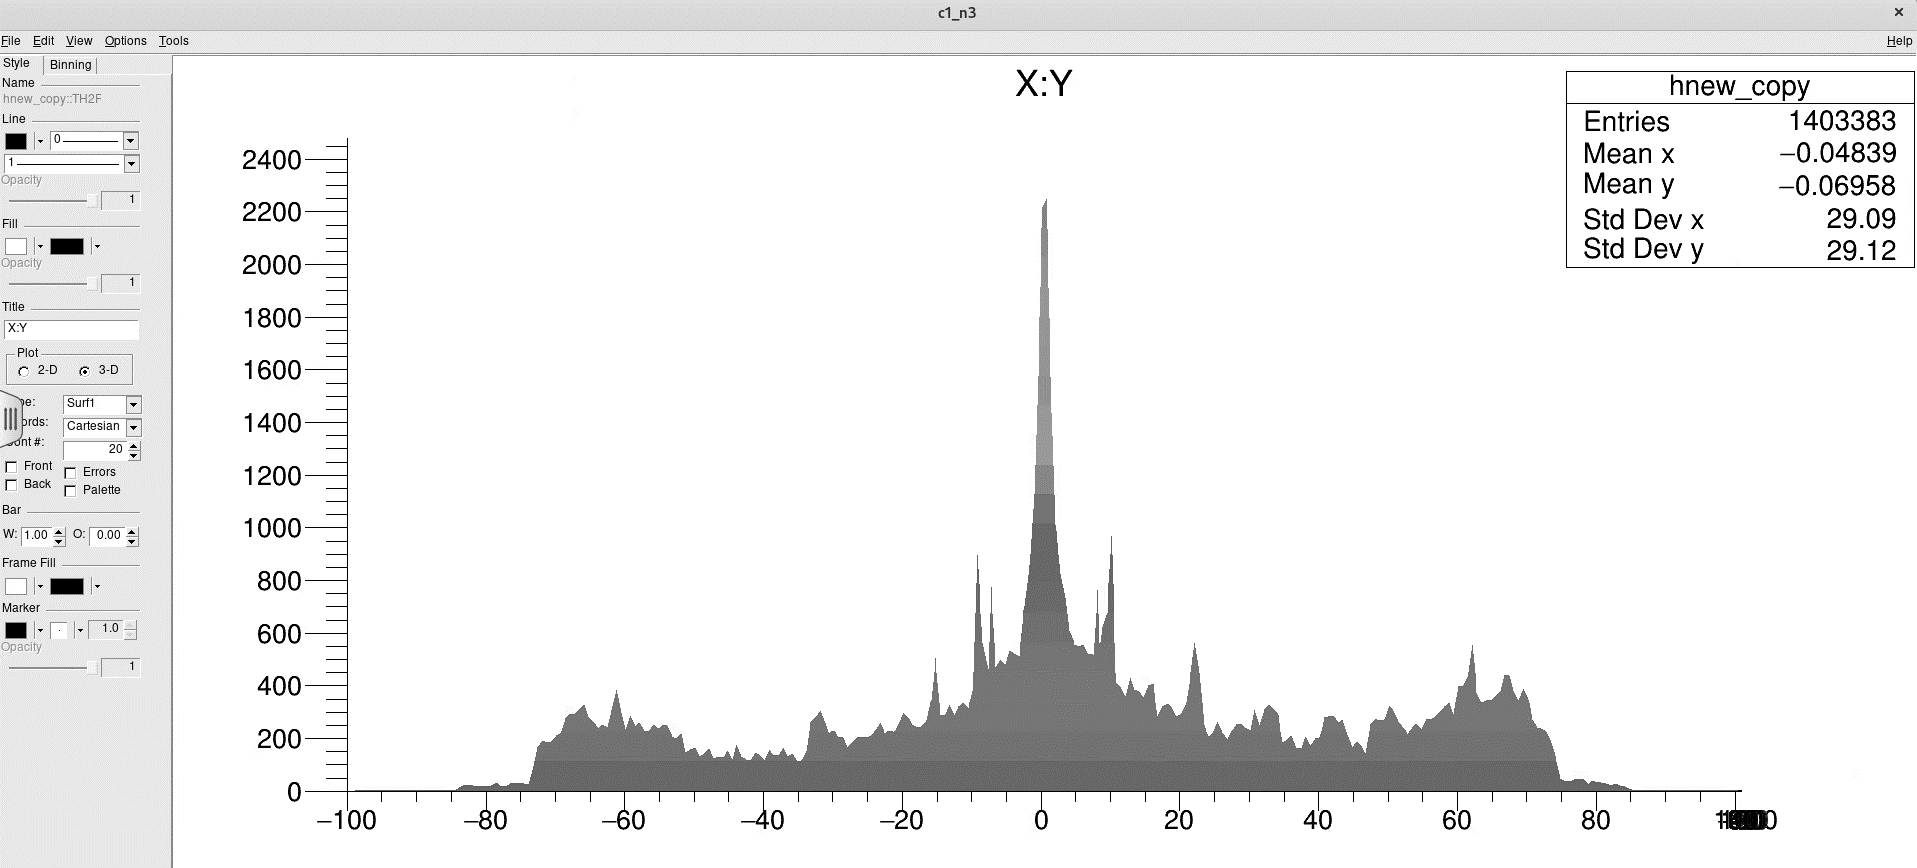 c1_n3
×
File Edit View Options Tools Help
Style Binning
Name
hnew_copy::TH2F
Line
0
1
Opacity
1
Fill
Opacity
1
Title
X:Y
Plot
2-D 3-D
Surf1
Cartesian
20
Front Errors
Back Palette
Bar
W: 1.00 O: 0.00
Frame Fill
Marker
1.0
Opacity
1
X:Y
hnew_copy
Entries 1403383
Mean x −0.04839
Mean y −0.06958
Std Dev x 29.09
Std Dev y 29.12
2400
2200
2000
1800
1600
1400
1200
1000
800
600
400
200
0
−100 −80 −60 −40 −20 0 20 40 60 80